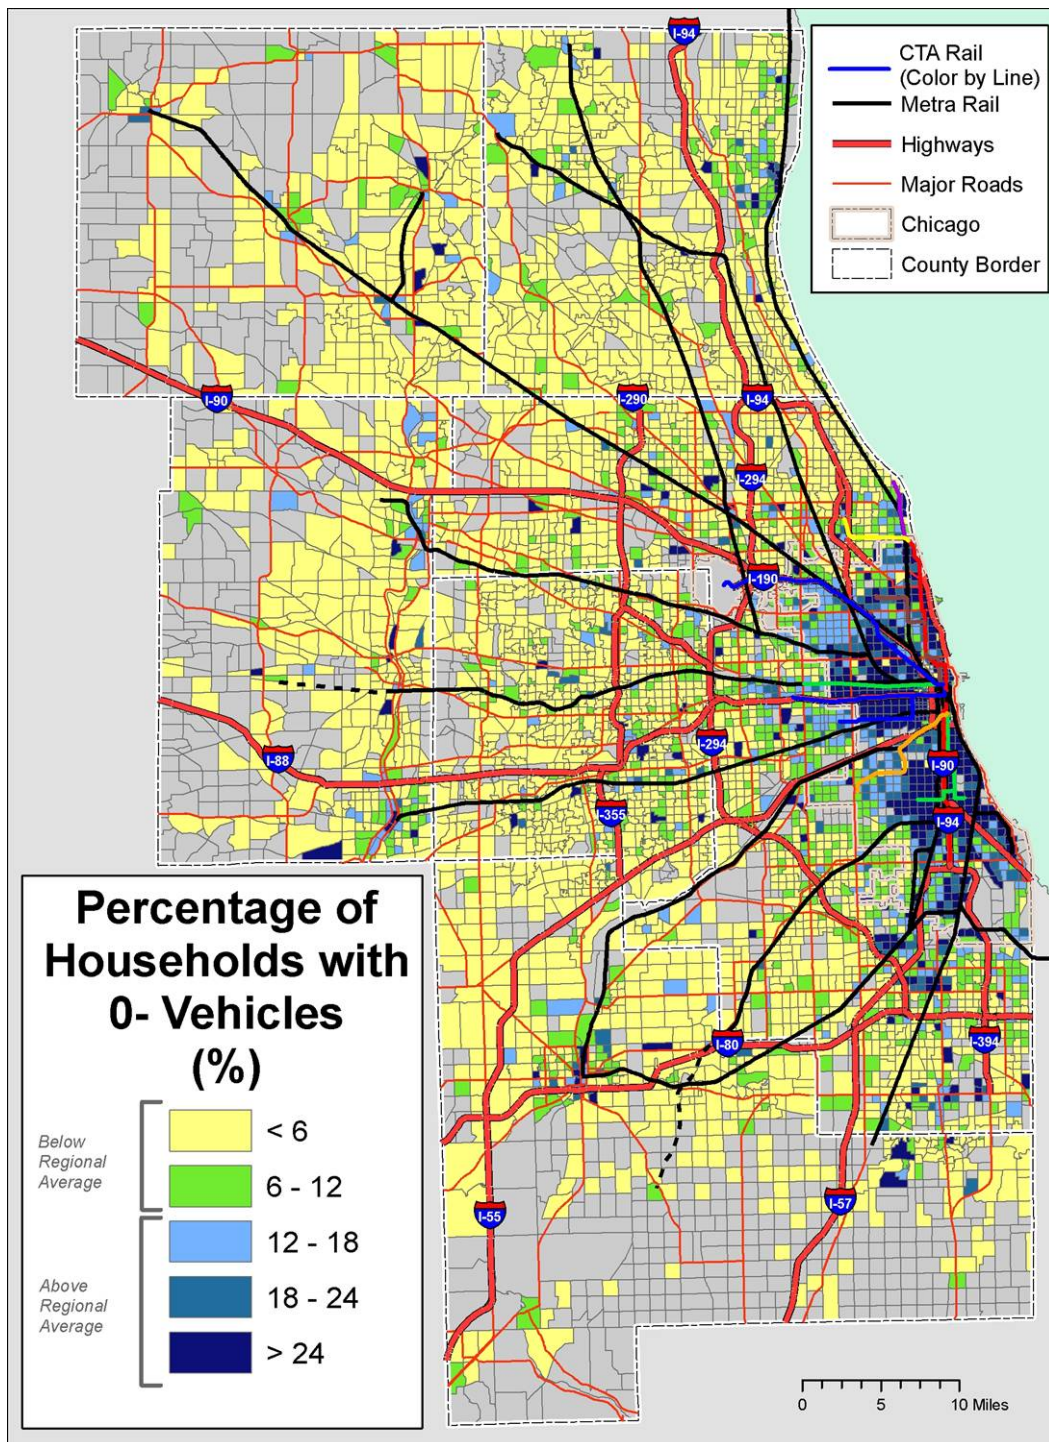 I-94
CTA Rail
(Color by Line)
Metra Rail
Highways
Major Roads
Chicago
County Border
I-90
I-290
I-94
I-294
I-190
I-88
I-294
I-355
I-90
I-94
Percentage of
Households with
0- Vehicles
(%)
Below
Regional
Average
< 6
6 - 12
Above
Regional
Average
12 - 18
18 - 24
> 24
I-80
I-394
I-55
I-57
0 5 10 Miles